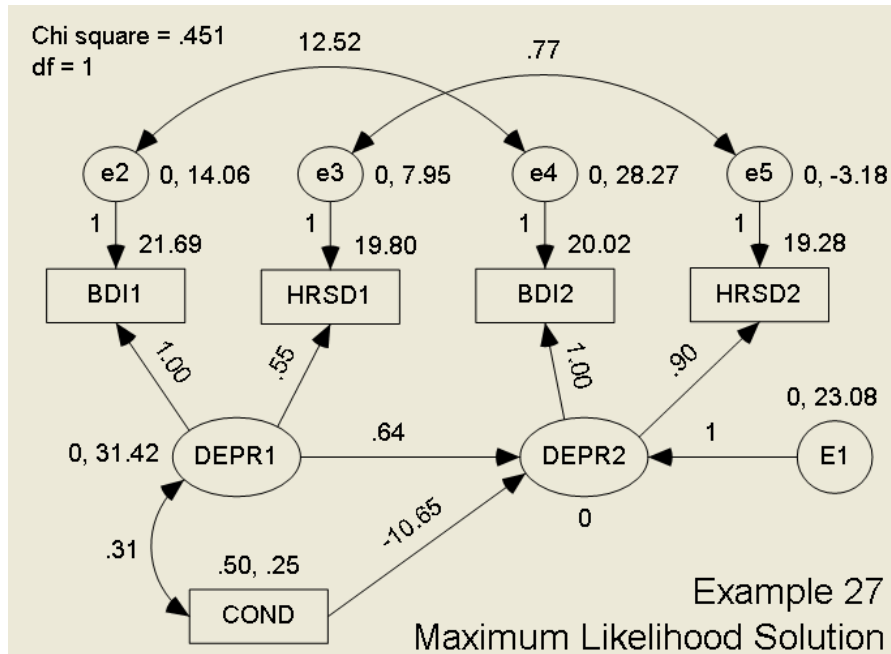 Chi square = .451
df = 1
12.52
.77
e2
0, 14.06
e3
0, 7.95
e4
0, 28.27
e5
0, -3.18
1
21.69
1
19.80
1
20.02
1
19.28
BDI1
HRSD1
BDI2
HRSD2
1.00
.55
1.00
.90
0, 23.08
0, 31.42
DEPR1
.64
DEPR2
1
E1
0
.31
-10.65
.50, .25
COND
Example 27
Maximum Likelihood Solution